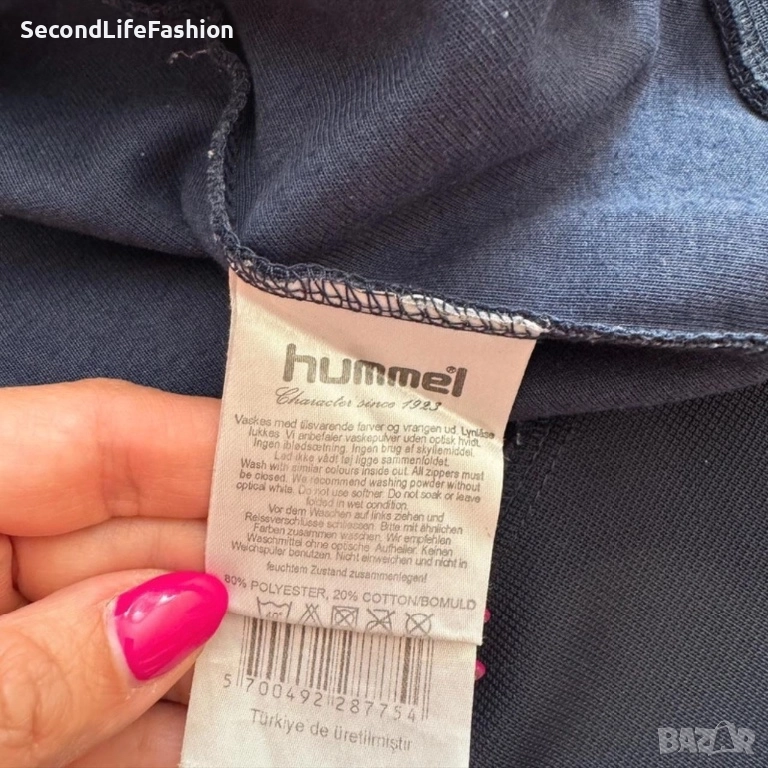 SecondLifeFashion
hummel®
Character since 1923
Vackes med tilsvarende farver og vrangen ud. Lynlåse
lukkes. Vi anbefaler vaskepulver uden optisk hvidt.
Ingen iblødsætning. Ingen brug af skyllemiddel.
Lad ikke vådt tøj ligge sammenfoldet.
Wash with similar colours inside out. All zippers must
be closed. We recommend washing powder without
optical white. Do not use softner. Do not soak or leave
folded in wet condition.
Vor dem Waschen auf links ziehen und
Reissverschlüsse schliessen. Bitte mit ähnlichen
Farben zusammen waschen. Wir empfehlen
Waschmittel ohne optische Aufheller. Keinen
Weichspüler benutzen. Nicht einweichen und nicht in
feuchtem Zustand zusammenlegen!
80% POLYESTER, 20% COTTON/BOMULD
40°
5 700492 287754
Türkiye de üretilmiştir
BAZAR